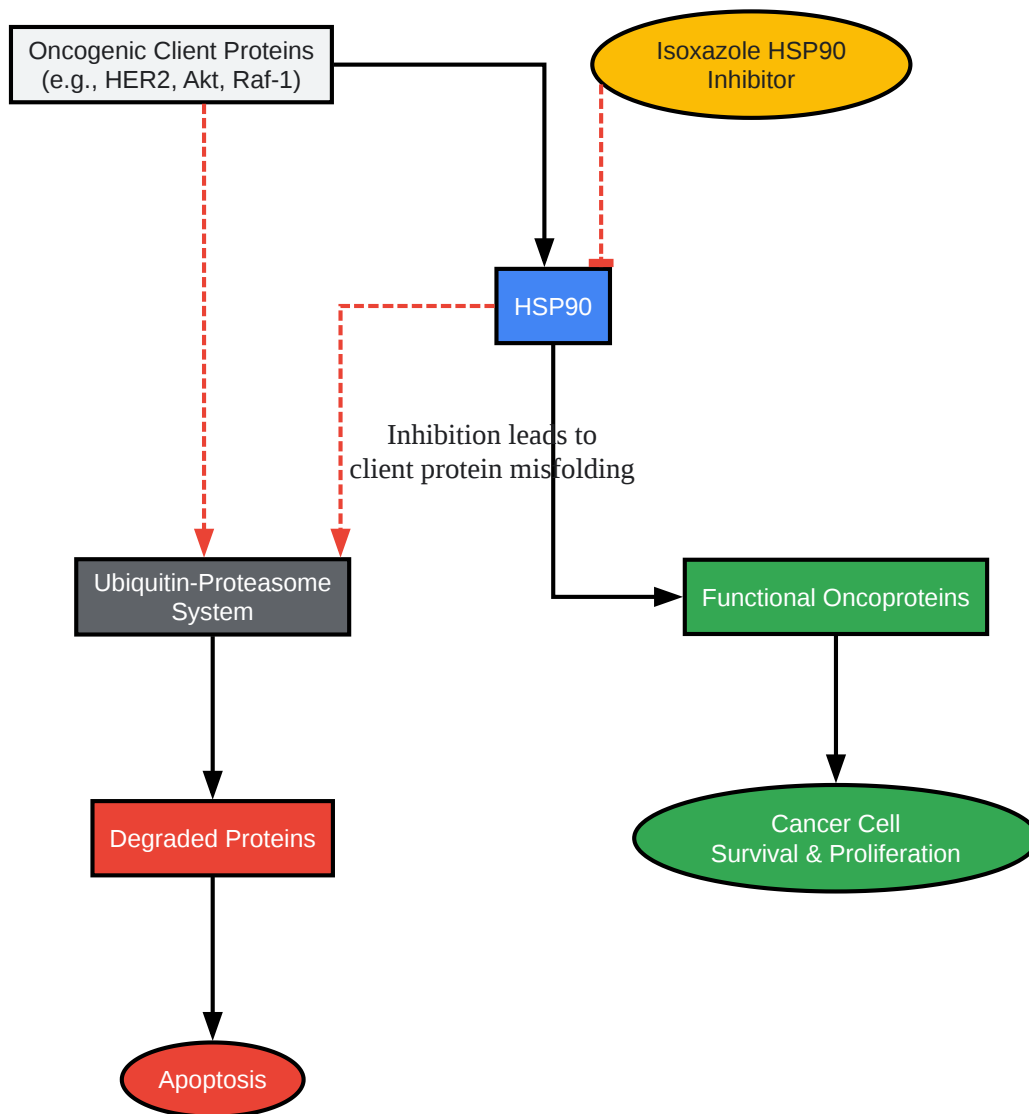 Oncogenic Client Proteins
(e.g., HER2, Akt, Raf-1)
Isoxazole HSP90
Inhibitor
HSP90
Inhibition leads to
client protein misfolding
Ubiquitin-Proteasome
System
Functional Oncoproteins
Degraded Proteins
Cancer Cell
Survival & Proliferation
Apoptosis